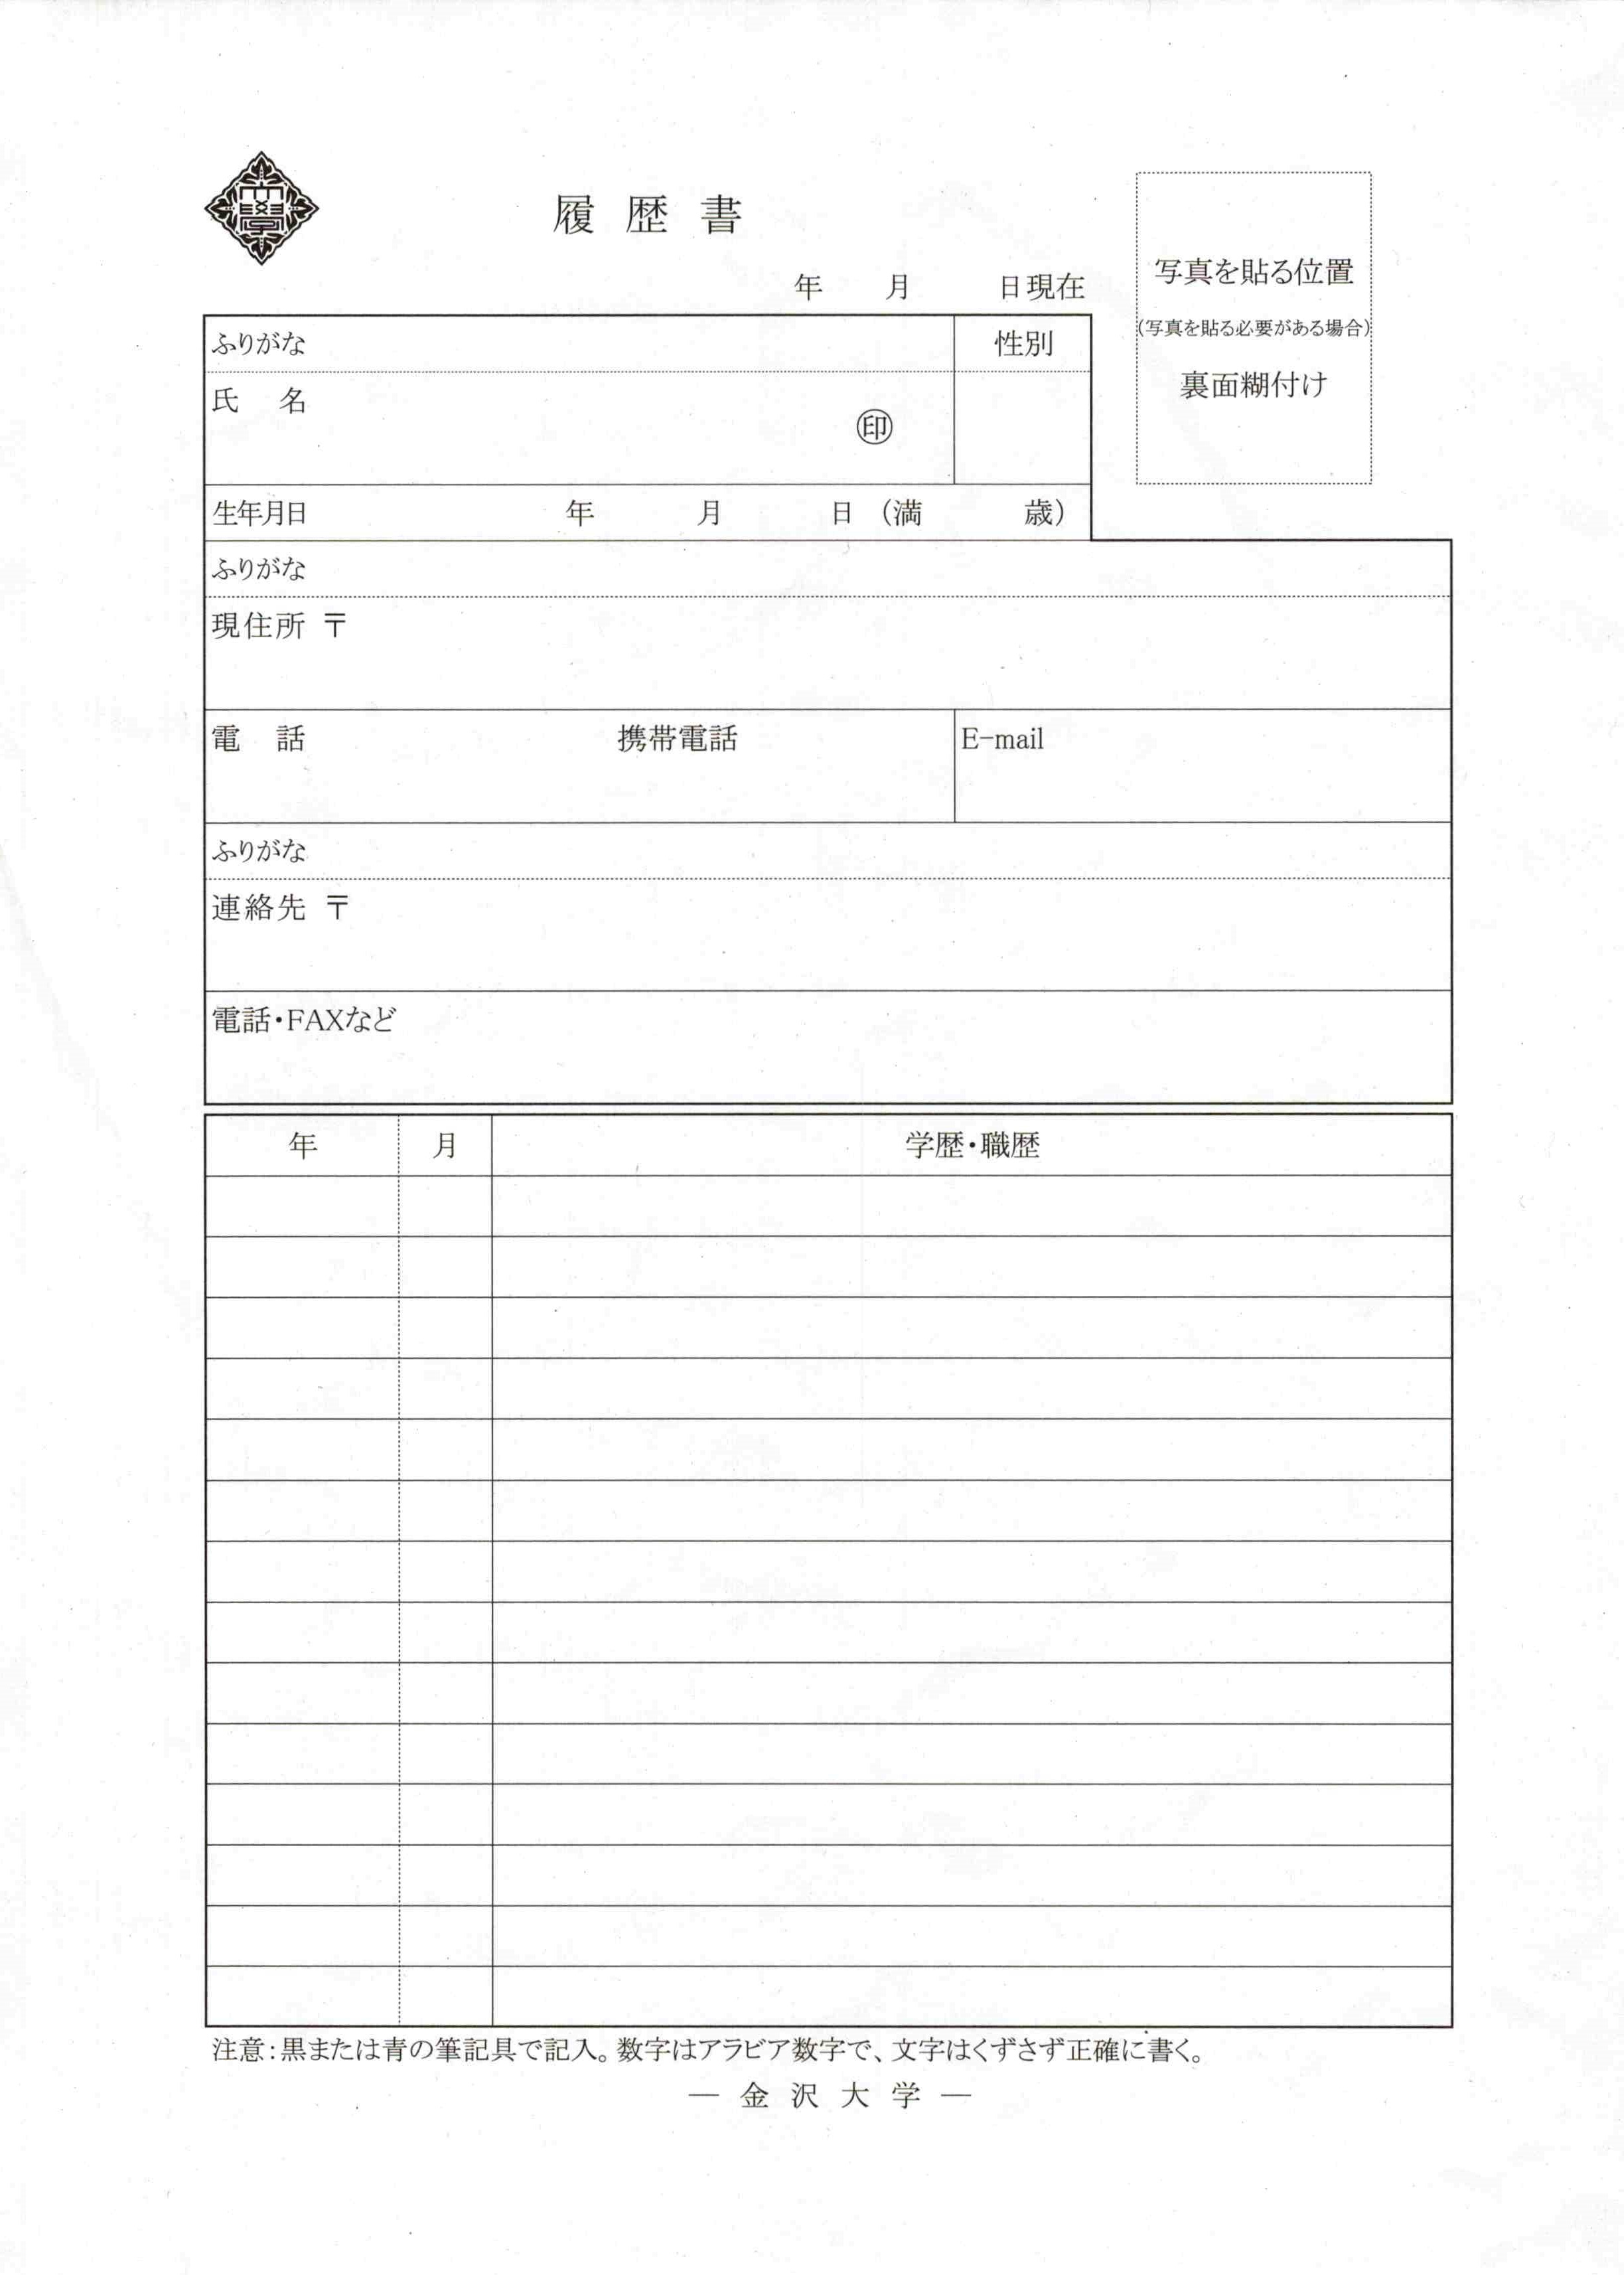 履歴書
年 月 日現在
写真を貼る位置
(写真を貼る必要がある場合)
裏面糊付け
ふりがな 性別
氏 名
㊞
生年月日 年 月 日 (満 歳)
ふりがな
現住所 〒
電 話 携帯電話 E-mail
ふりがな
連絡先 〒
電話・FAXなど
年 月 学歴・職歴
注意:黒または青の筆記具で記入。数字はアラビア数字で、文字はくずさず正確に書く。
― 金沢大学 ―